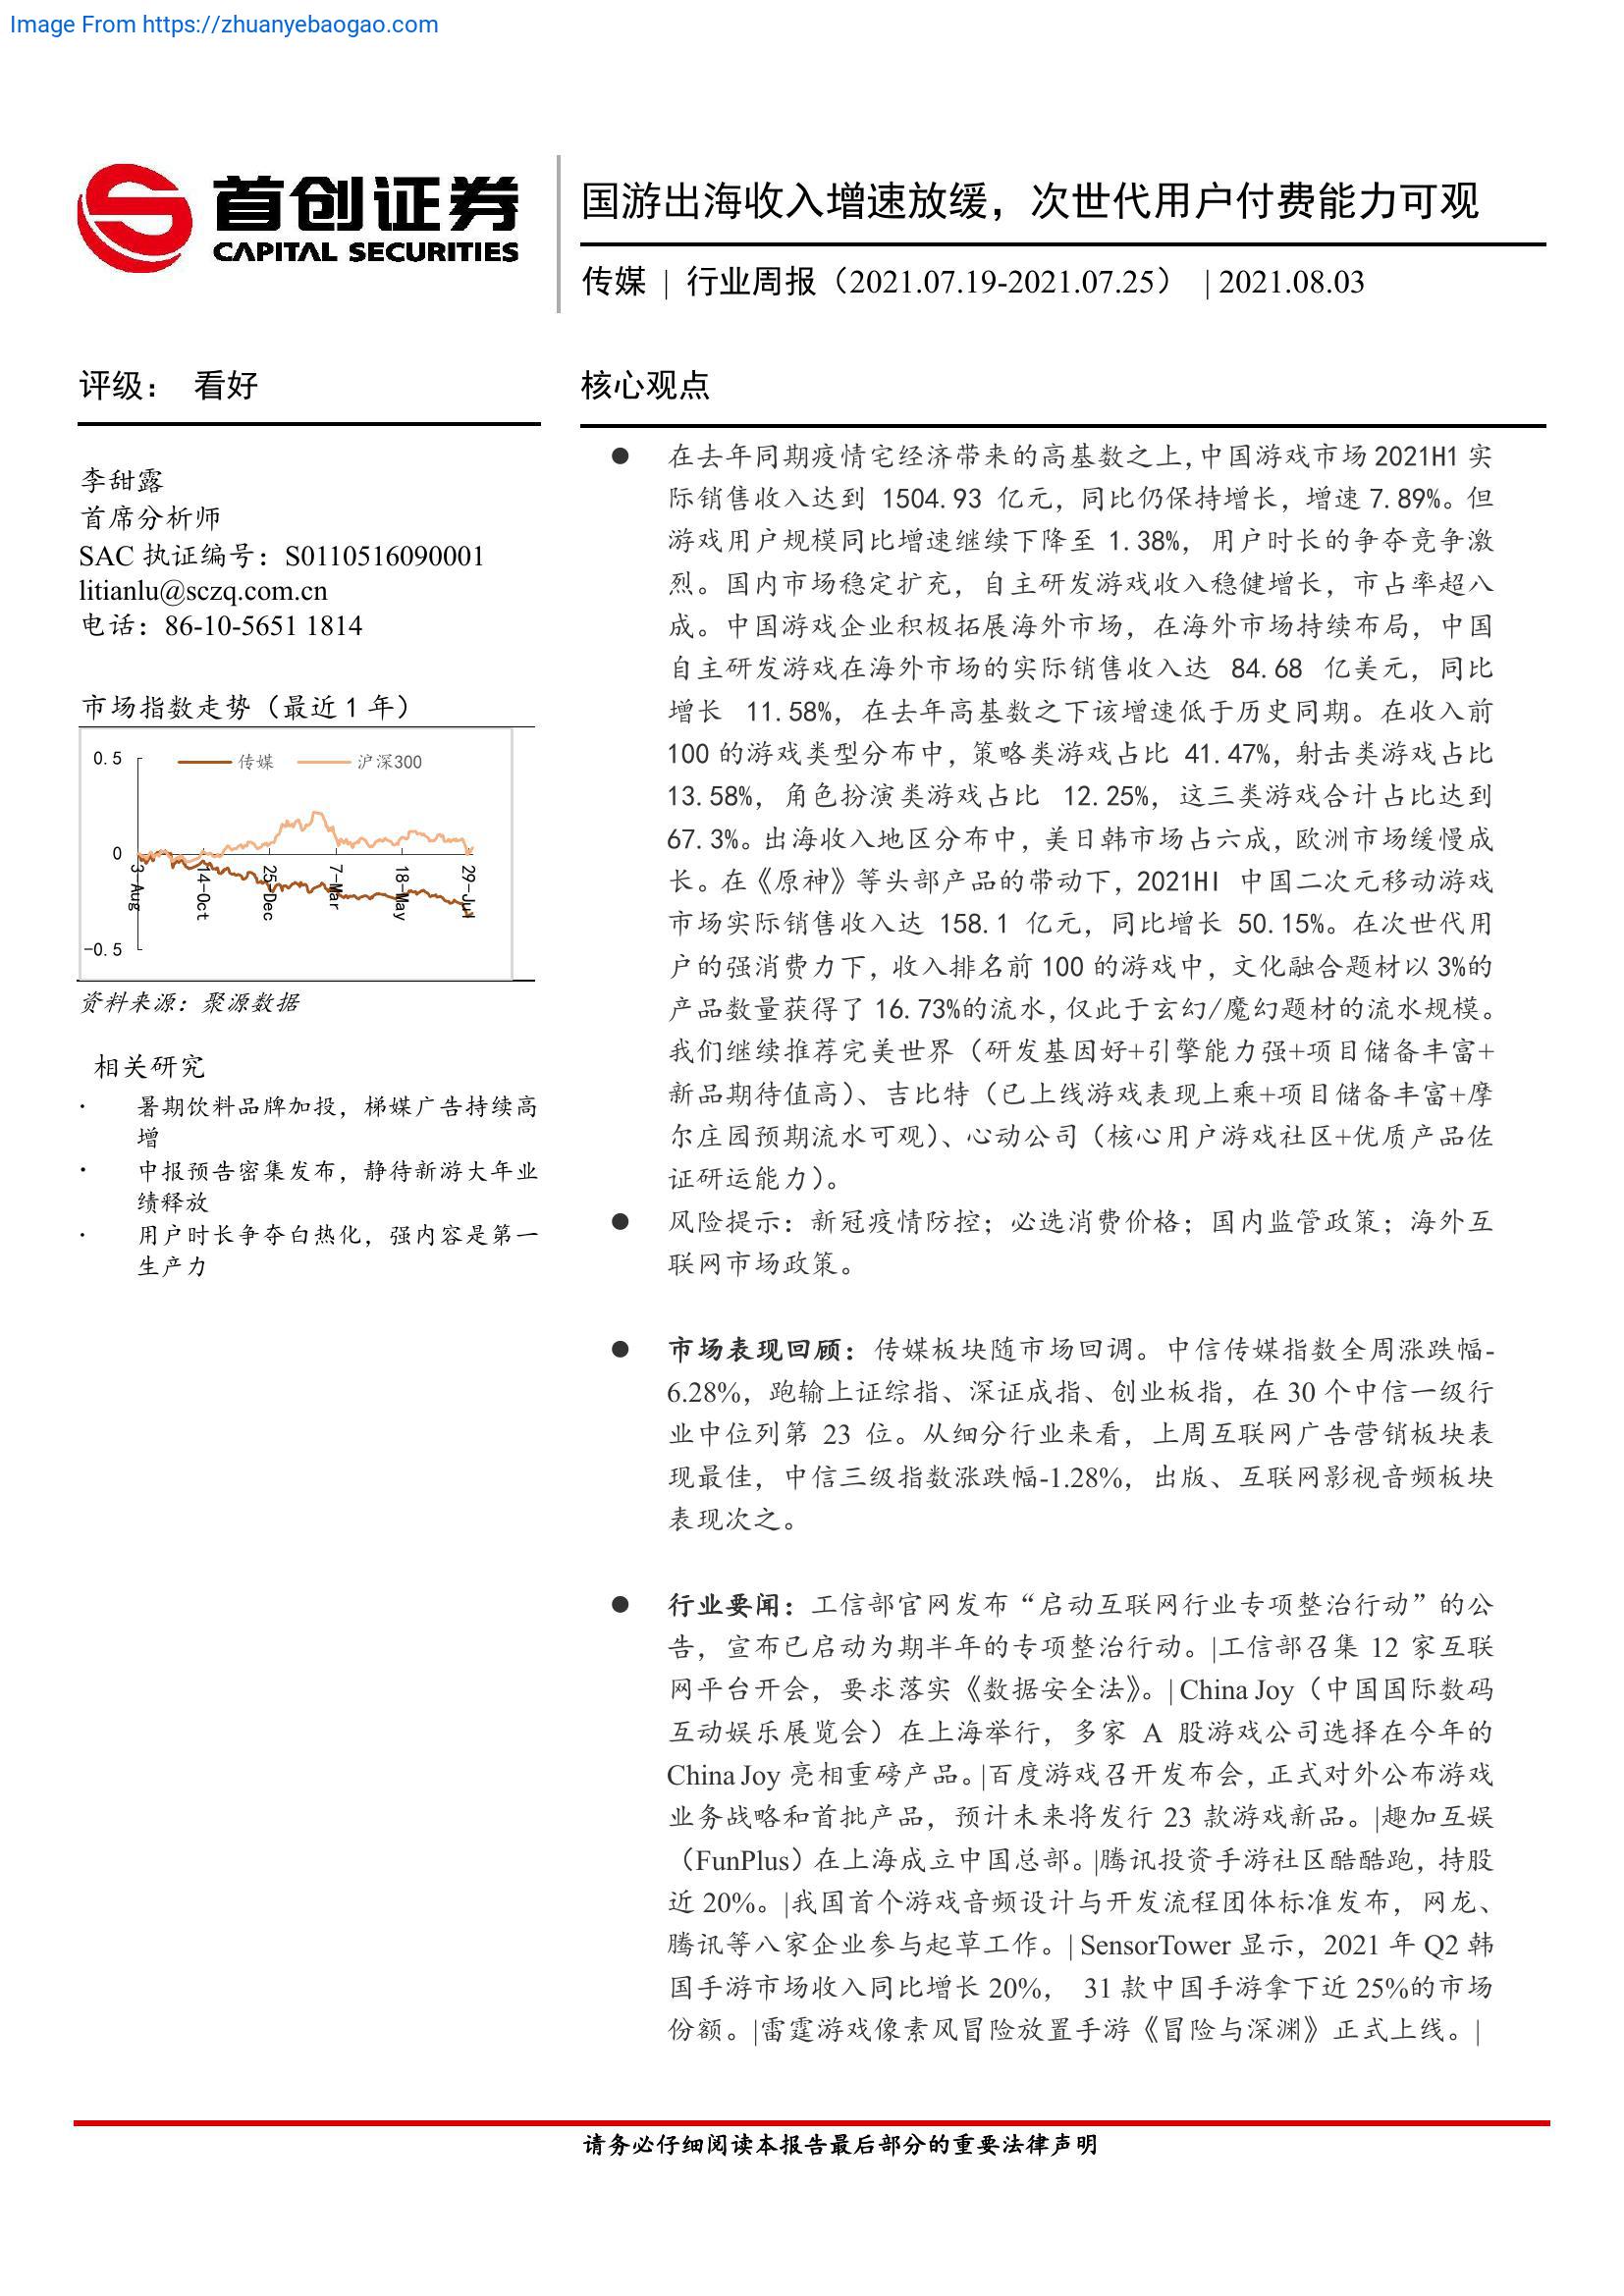 Image From https://zhuanyebaogao.com
首创证券
CAPITAL SECURITIES
国游出海收入增速放缓，次世代用户付费能力可观
传媒 | 行业周报（2021.07.19-2021.07.25） | 2021.08.03
评级： 看好
李甜露
首席分析师
SAC 执证编号：S0110516090001
litianlu@sczq.com.cn
电话：86-10-5651 1814
市场指数走势（最近 1 年）
传媒 沪深300
0.5
0
-0.5
3-Aug
14-Oct
25-Dec
7-Mar
18-May
29-Jul
资料来源：聚源数据
相关研究
· 暑期饮料品牌加投，梯媒广告持续高
增
· 中报预告密集发布，静待新游大年业
绩释放
· 用户时长争夺白热化，强内容是第一
生产力
核心观点
● 在去年同期疫情宅经济带来的高基数之上，中国游戏市场 2021H1 实
际销售收入达到 1504.93 亿元，同比仍保持增长，增速 7.89%。但
游戏用户规模同比增速继续下降至 1.38%，用户时长的争夺竞争激
烈。国内市场稳定扩充，自主研发游戏收入稳健增长，市占率超八
成。中国游戏企业积极拓展海外市场，在海外市场持续布局，中国
自主研发游戏在海外市场的实际销售收入达 84.68 亿美元，同比
增长 11.58%，在去年高基数之下该增速低于历史同期。在收入前
100 的游戏类型分布中，策略类游戏占比 41.47%，射击类游戏占比
13.58%，角色扮演类游戏占比 12.25%，这三类游戏合计占比达到
67.3%。出海收入地区分布中，美日韩市场占六成，欧洲市场缓慢成
长。在《原神》等头部产品的带动下，2021HI 中国二次元移动游戏
市场实际销售收入达 158.1 亿元，同比增长 50.15%。在次世代用
户的强消费力下，收入排名前 100 的游戏中，文化融合题材以 3%的
产品数量获得了 16.73%的流水，仅此于玄幻/魔幻题材的流水规模。
我们继续推荐完美世界（研发基因好+引擎能力强+项目储备丰富+
新品期待值高）、吉比特（已上线游戏表现上乘+项目储备丰富+摩
尔庄园预期流水可观）、心动公司（核心用户游戏社区+优质产品佐
证研运能力）。
● 风险提示：新冠疫情防控；必选消费价格；国内监管政策；海外互
联网市场政策。
● 市场表现回顾：传媒板块随市场回调。中信传媒指数全周涨跌幅-
6.28%，跑输上证综指、深证成指、创业板指，在 30 个中信一级行
业中位列第 23 位。从细分行业来看，上周互联网广告营销板块表
现最佳，中信三级指数涨跌幅-1.28%，出版、互联网影视音频板块
表现次之。
● 行业要闻：工信部官网发布“启动互联网行业专项整治行动”的公
告，宣布已启动为期半年的专项整治行动。|工信部召集 12 家互联
网平台开会，要求落实《数据安全法》。| China Joy（中国国际数码
互动娱乐展览会）在上海举行，多家 A 股游戏公司选择在今年的
China Joy 亮相重磅产品。|百度游戏召开发布会，正式对外公布游戏
业务战略和首批产品，预计未来将发行 23 款游戏新品。|趣加互娱
（FunPlus）在上海成立中国总部。|腾讯投资手游社区酷酷跑，持股
近 20%。|我国首个游戏音频设计与开发流程团体标准发布，网龙、
腾讯等八家企业参与起草工作。| SensorTower 显示，2021 年 Q2 韩
国手游市场收入同比增长 20%， 31 款中国手游拿下近 25%的市场
份额。|雷霆游戏像素风冒险放置手游《冒险与深渊》正式上线。|
请务必仔细阅读本报告最后部分的重要法律声明